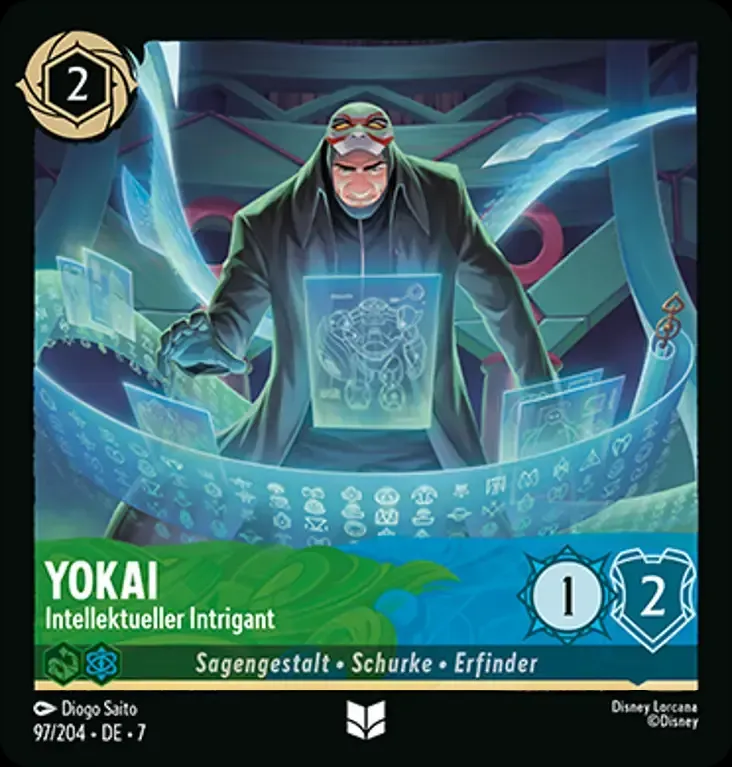 2
YOKAI
Intellektueller Intrigant
1
2
Sagengestalt • Schurke • Erfinder
Diogo Saito
Disney Lorcana
97/204 • DE • 7
©Disney